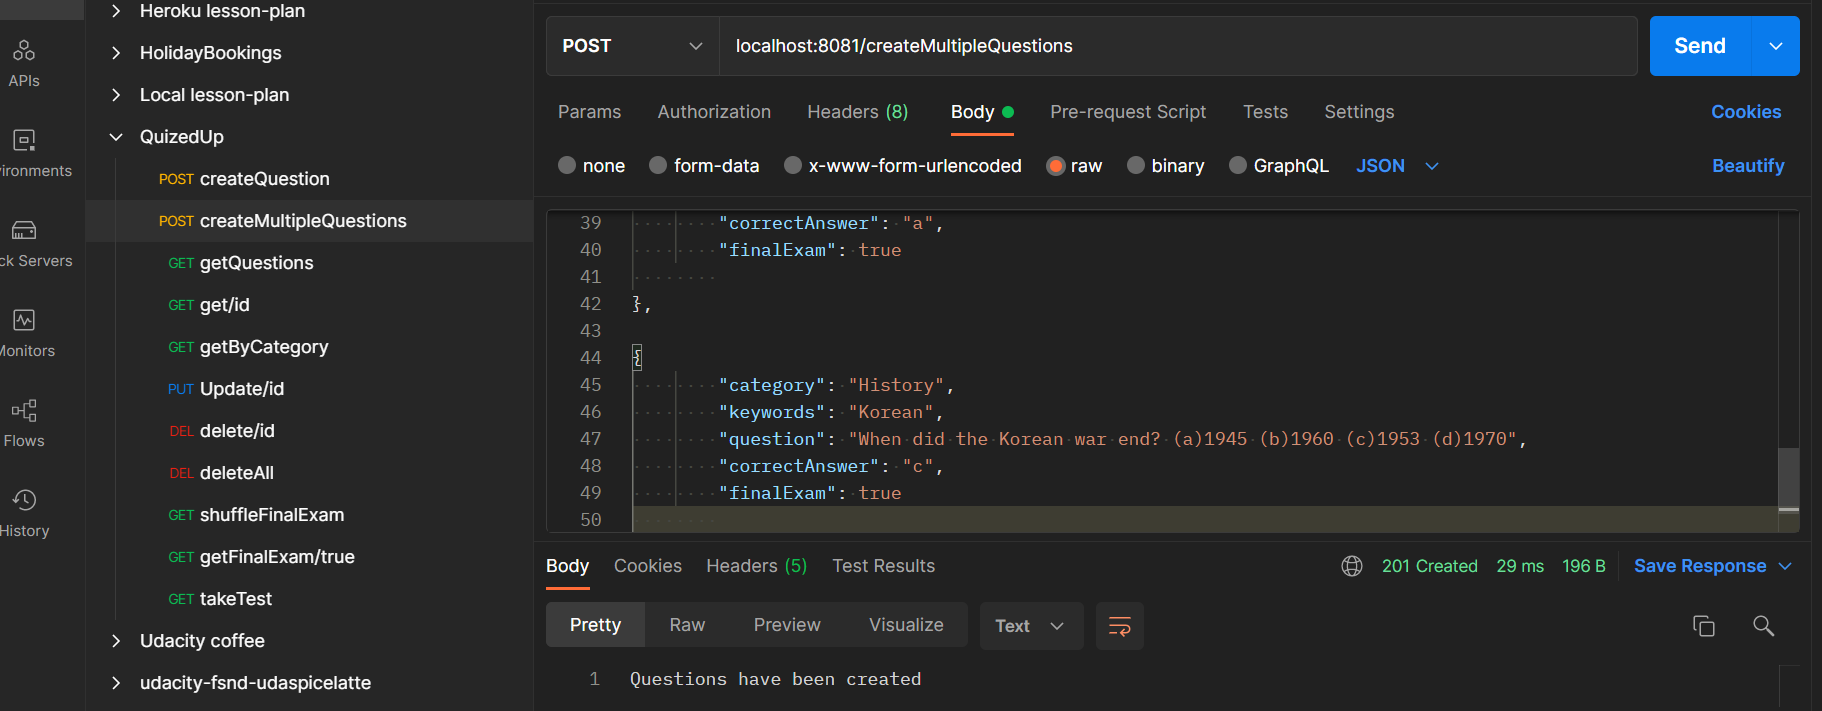 Heroku lesson-plan
HolidayBookings
Local lesson-plan
QuizedUp
POST createQuestion
POST createMultipleQuestions
GET getQuestions
GET get/id
GET getByCategory
PUT Update/id
DEL delete/id
DEL deleteAll
GET shuffleFinalExam
GET getFinalExam/true
GET takeTest
Udacity coffee
udacity-fsnd-udaspicelatte
APIs
ironments
ck Servers
Monitors
Flows
History
POST localhost:8081/createMultipleQuestions Send
Params Authorization Headers (8) Body Pre-request Script Tests Settings Cookies
none form-data x-www-form-urlencoded raw binary GraphQL JSON Beautify
39 "correctAnswer": "a",
40 "finalExam": true
41
42 },
43
44 {
45 "category": "History",
46 "keywords": "Korean",
47 "question": "When did the Korean war end? (a)1945 (b)1960 (c)1953 (d)1970",
48 "correctAnswer": "c",
49 "finalExam": true
50
Body Cookies Headers (5) Test Results 201 Created 29 ms 196 B Save Response
Pretty Raw Preview Visualize Text
1 Questions have been created